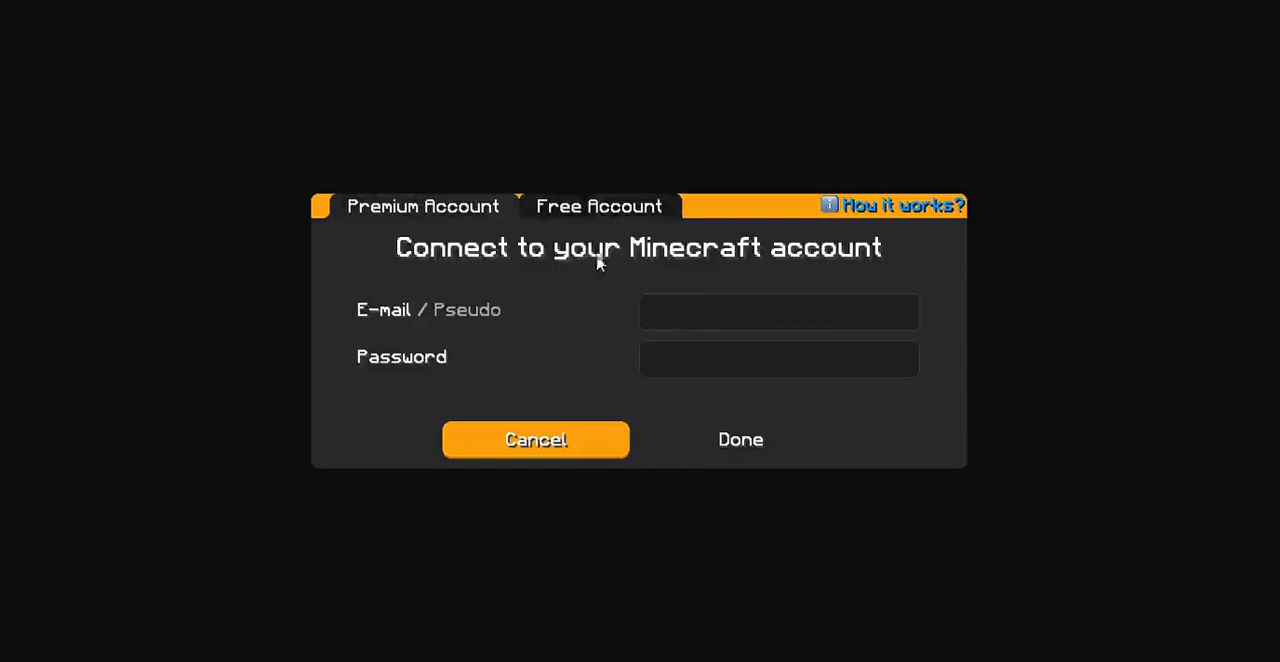 Premium Account Free Account How it works?
Connect to your Minecraft account
E-mail / Pseudo
Password
Cancel Done